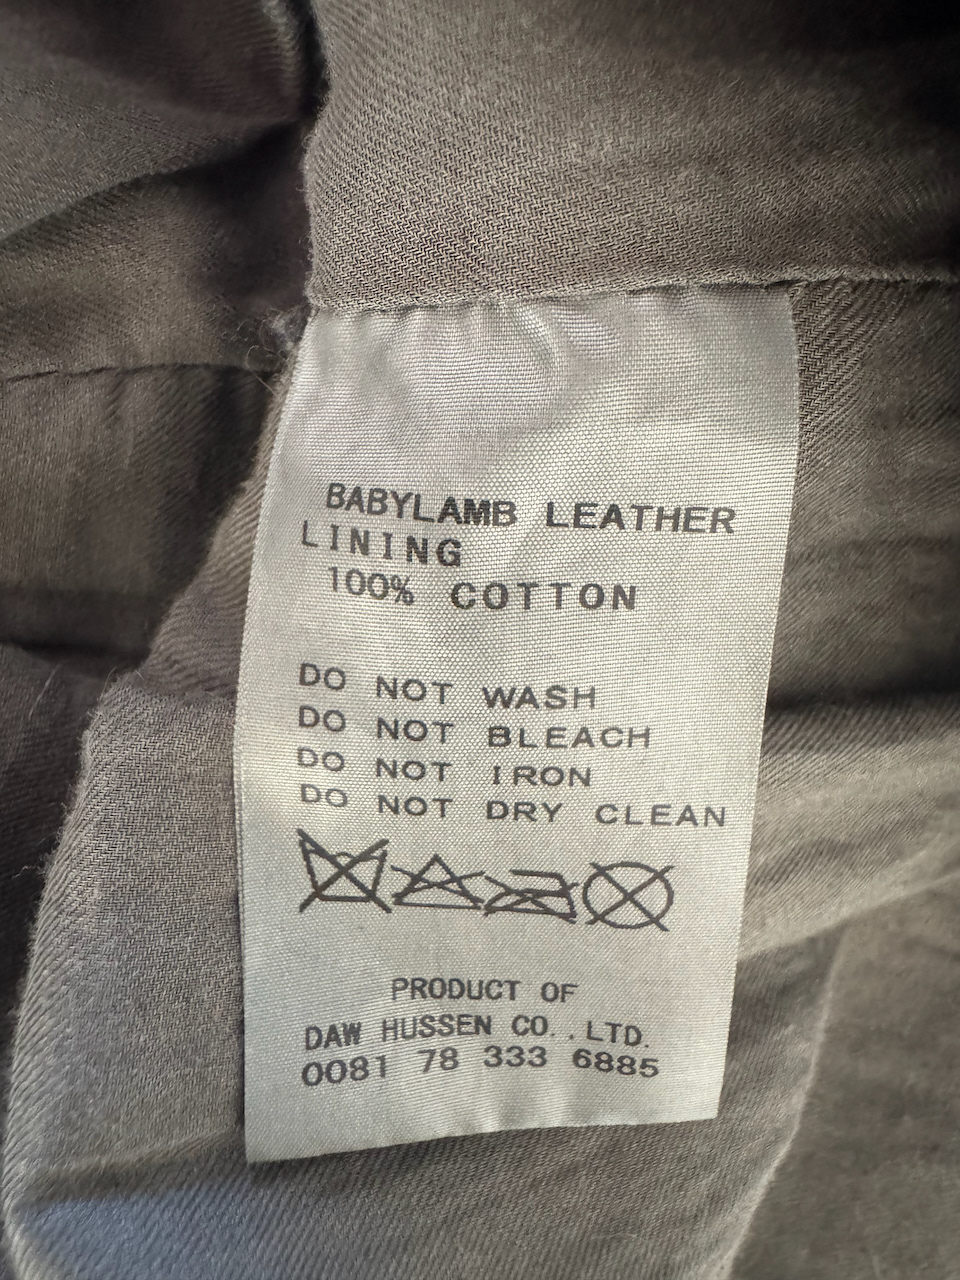 BABYLAMB LEATHER
LINING
100% COTTON
DO NOT WASH
DO NOT BLEACH
DO NOT IRON
DO NOT DRY CLEAN
PRODUCT OF
DAW HUSSEN CO.,LTD.
0081 78 333 6885